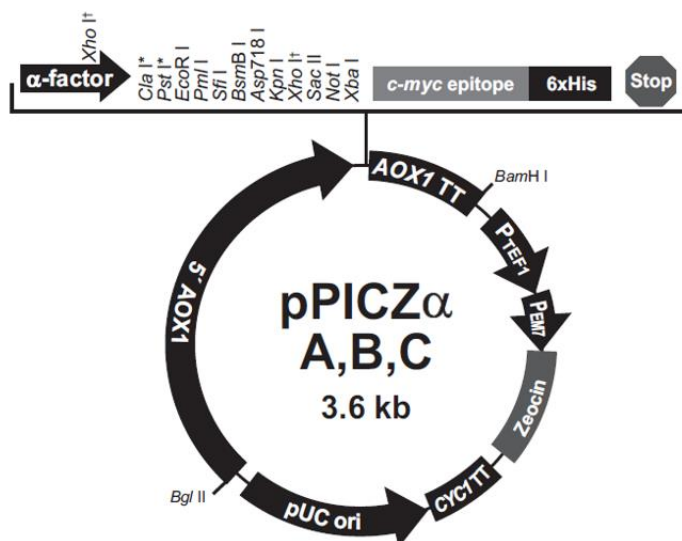 α-factor
Xho I†
Cla I*
Pst I*
EcoR I
Pml I
Sfi I
BsmB I
Asp718 I
Kpn I
Xho I†
Sac II
Not I
Xba I
c-myc epitope
6xHis
Stop
AOX1 TT
BamH I
PTEF1
PEM7
Zeocin
CYC1 TT
pUC ori
Bgl II
5´ AOX1
pPICZα
A,B,C
3.6 kb